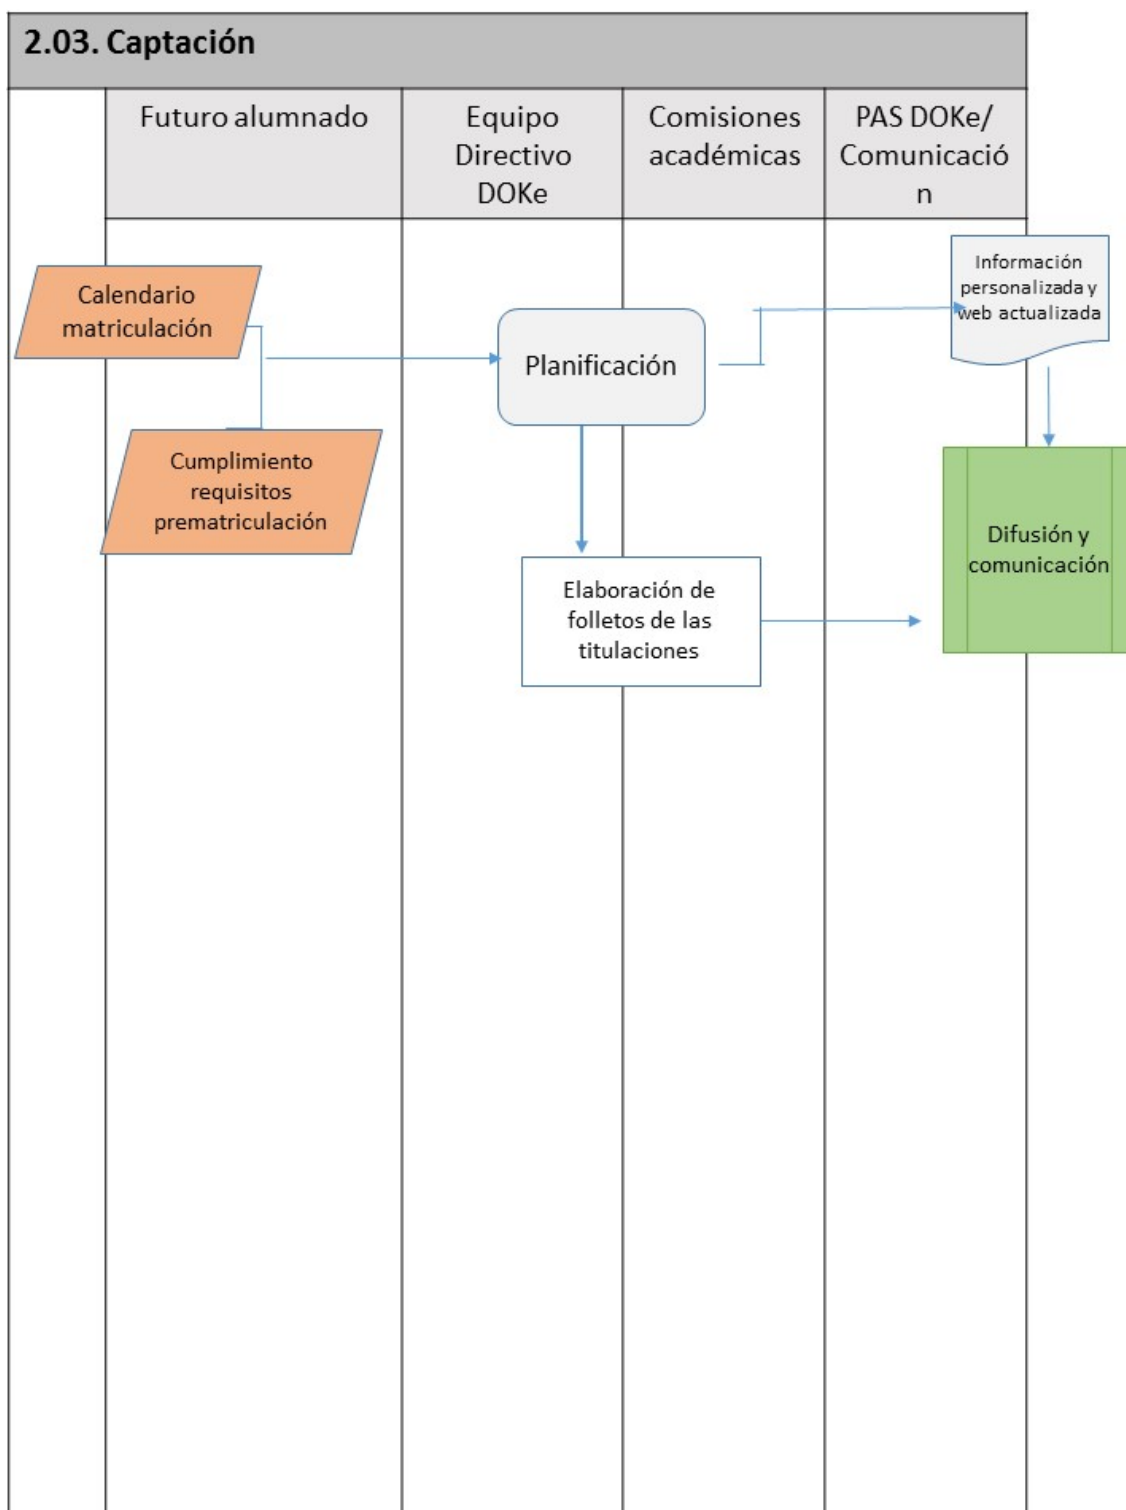 2.03. Captación
Futuro alumnado
Equipo
Directivo
DOKe
Comisiones
académicas
PAS DOKe/
Comunicació
n
Calendario
matriculación
Cumplimiento
requisitos
prematriculación
Planificación
Información
personalizada y
web actualizada
Elaboración de
folletos de las
titulaciones
Difusión y
comunicación